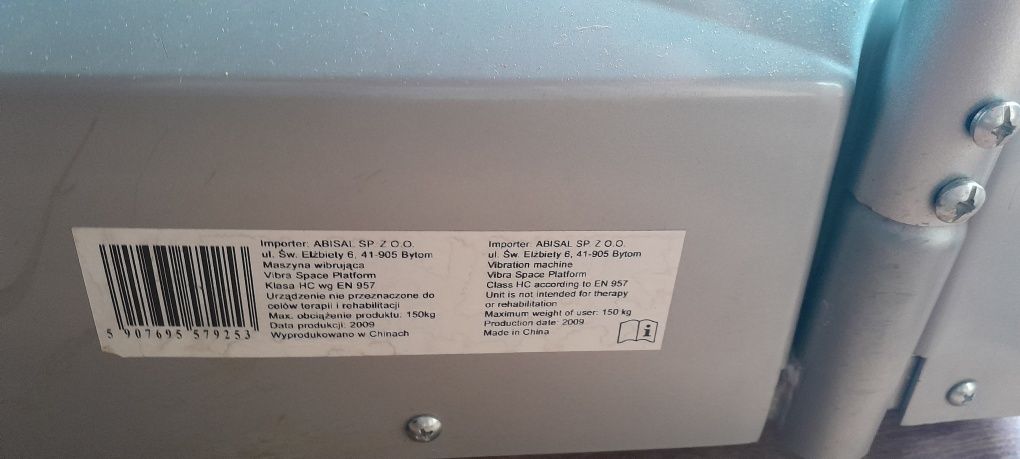 Importer: ABISAL SP. Z O.O.
ul. Św. Elżbiety 6, 41-905 Bytom
Maszyna wibrująca
Vibra Space Platform
Klasa HC wg EN 957
Urządzenie nie przeznaczone do
celów terapii i rehabilitacji
Max. obciążenie produktu: 150kg
Data produkcji: 2009
Wyprodukowano w Chinach
5 907695 579253
Importer: ABISAL SP. Z O.O.
ul. Św. Elżbiety 6, 41-905 Bytom
Vibration machine
Vibra Space Platform
Class HC according to EN 957
Unit is not intended for therapy
or rehabilitation
Maximum weight of user: 150 kg
Production date: 2009
Made in China